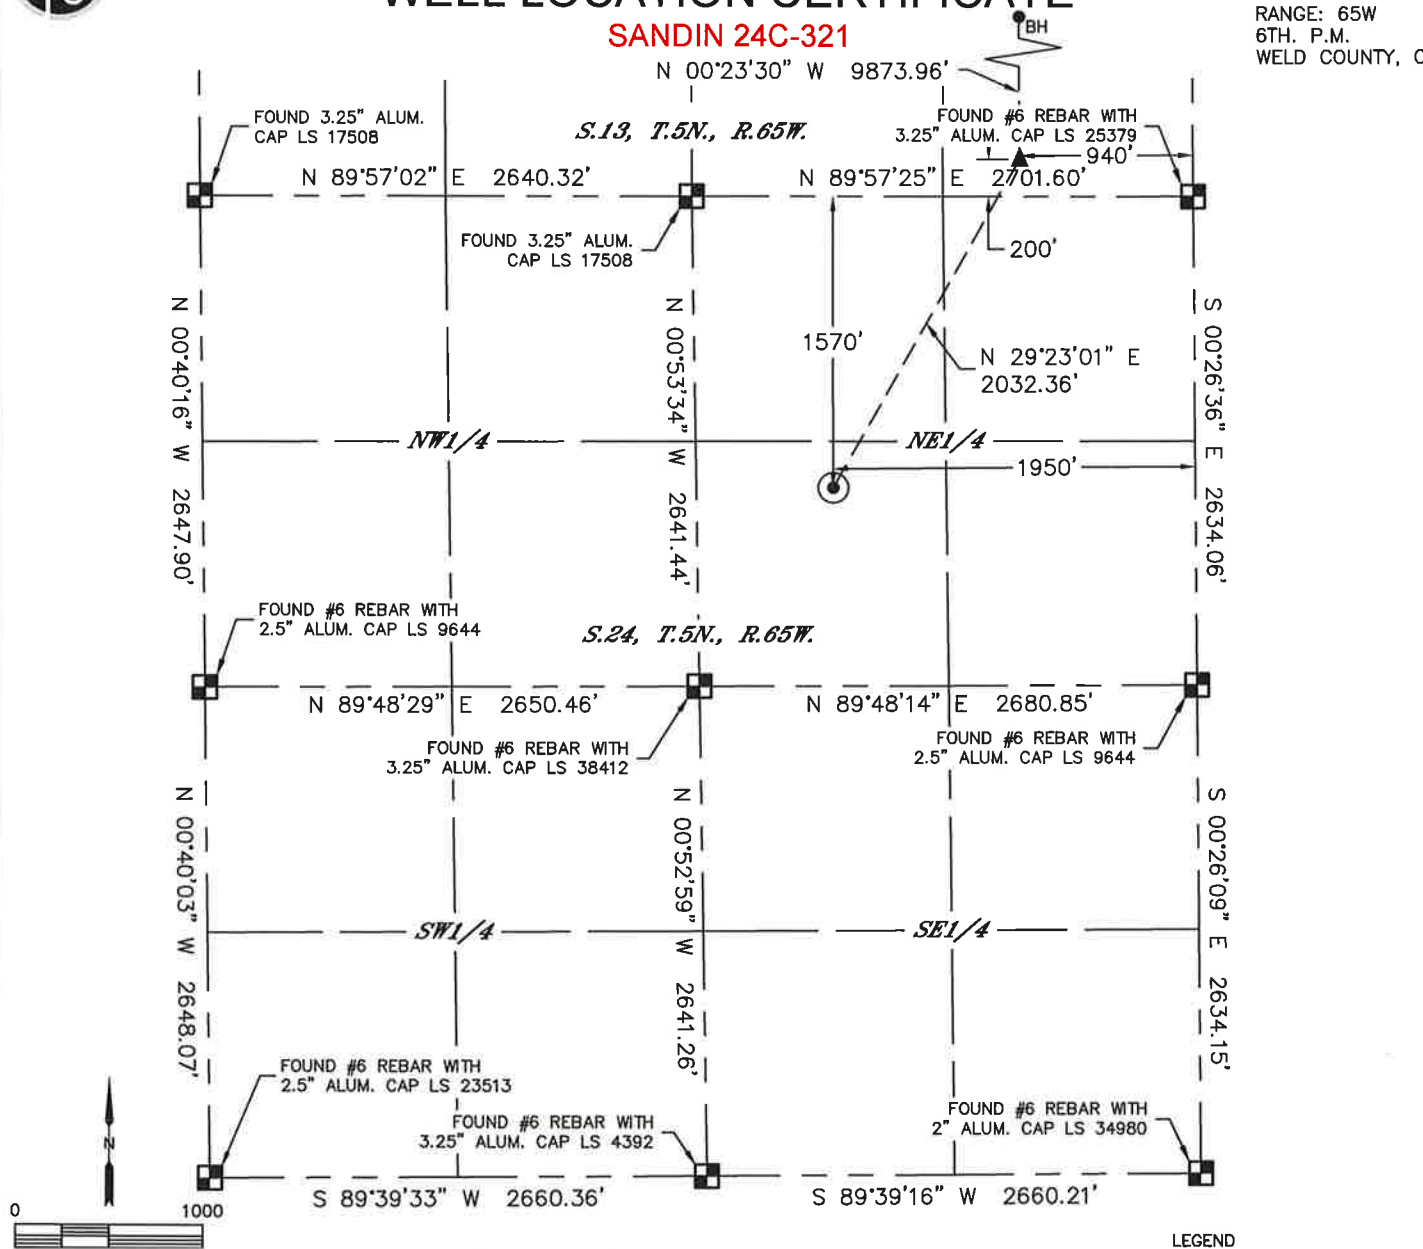 WELL LOCATION CERTIFICATE
SANDIN 24C-321
RANGE: 65W
6TH. P.M.
WELD COUNTY,
BH
N 00°23'30" W 9873.96'
FOUND 3.25" ALUM.
CAP LS 17508
S.13, T.5N., R.65W.
FOUND #6 REBAR WITH
3.25" ALUM. CAP LS 25379
940'
N 89°57'02" E 2640.32'
N 89°57'25" E 2701.60'
FOUND 3.25" ALUM.
CAP LS 17508
200'
N 00°40'16" W 2647.90'
N 00°53'34" W 2641.44'
1570'
N 29°23'01" E
2032.36'
S 00°26'36" E 2634.06'
NW1/4
NE1/4
1950'
FOUND #6 REBAR WITH
2.5" ALUM. CAP LS 9644
S.24, T.5N., R.65W.
N 89°48'29" E 2650.46'
N 89°48'14" E 2680.85'
FOUND #6 REBAR WITH
3.25" ALUM. CAP LS 38412
FOUND #6 REBAR WITH
2.5" ALUM. CAP LS 9644
N 00°40'03" W 2648.07'
N 00°52'59" W 2641.26'
S 00°26'09" E 2634.15'
SW1/4
SE1/4
FOUND #6 REBAR WITH
2.5" ALUM. CAP LS 23513
FOUND #6 REBAR WITH
3.25" ALUM. CAP LS 4392
FOUND #6 REBAR WITH
2" ALUM. CAP LS 34980
N
S 89°39'33" W 2660.36'
S 89°39'16" W 2660.21'
0 1000
LEGEND